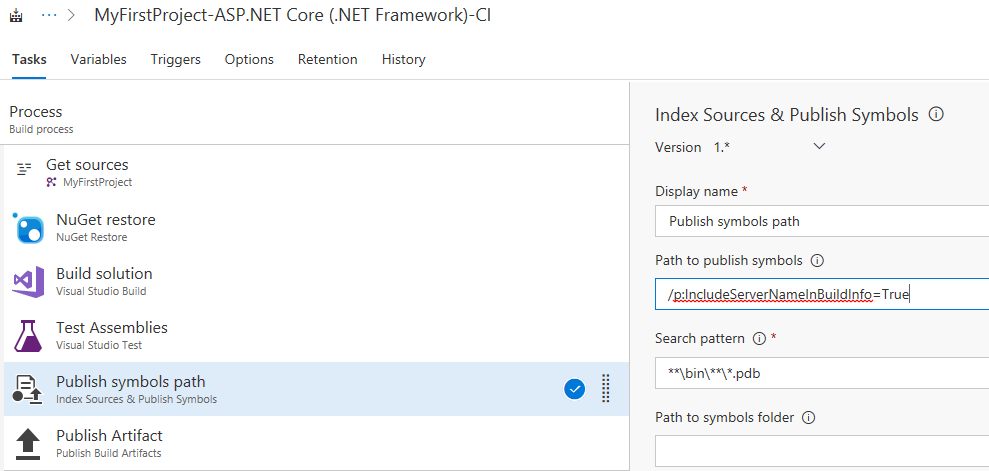 ··· > MyFirstProject-ASP.NET Core (.NET Framework)-CI
Tasks Variables Triggers Options Retention History
Process
Build process
Get sources
MyFirstProject
NuGet restore
NuGet Restore
Build solution
Visual Studio Build
Test Assemblies
Visual Studio Test
Publish symbols path
Index Sources & Publish Symbols
Publish Artifact
Publish Build Artifacts
Index Sources & Publish Symbols
Version 1.*
Display name *
Publish symbols path
Path to publish symbols
/p:IncludeServerNameInBuildInfo=True
Search pattern *
**\bin\**\*.pdb
Path to symbols folder